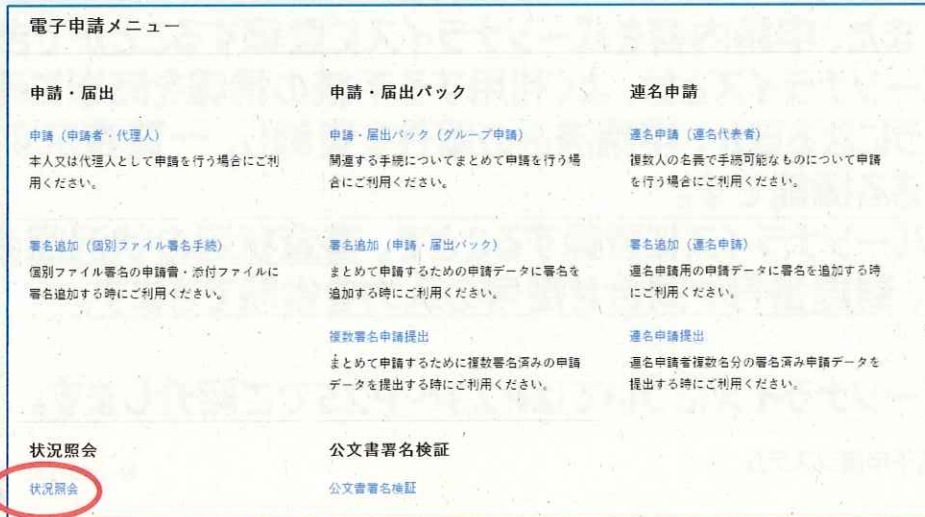 電子申請メニュー
申請・届出
申請（申請者・代理人）
本人又は代理人として申請を行う場合にご利
用ください。
署名追加（個別ファイル署名手続）
個別ファイル署名の申請書・添付ファイルに
署名追加する時にご利用ください。
申請・届出パック
申請・届出パック（グループ申請）
関連する手続についてまとめて申請を行う場
合にご利用ください。
署名追加（申請・届出パック）
まとめて申請するための申請データに署名を
追加する時にご利用ください。
複数署名申請提出
まとめて申請するために複数署名済みの申請
データを提出する時にご利用ください。
連名申請
連名申請（連名代表者）
複数人の名義で手続可能なものについて申請
を行う場合にご利用ください。
署名追加（連名申請）
連名申請用の申請データに署名を追加する時
にご利用ください。
連名申請提出
連名申請者複数名分の署名済み申請データを
提出する時にご利用ください。
状況照会
状況照会
公文書署名検証
公文書署名検証